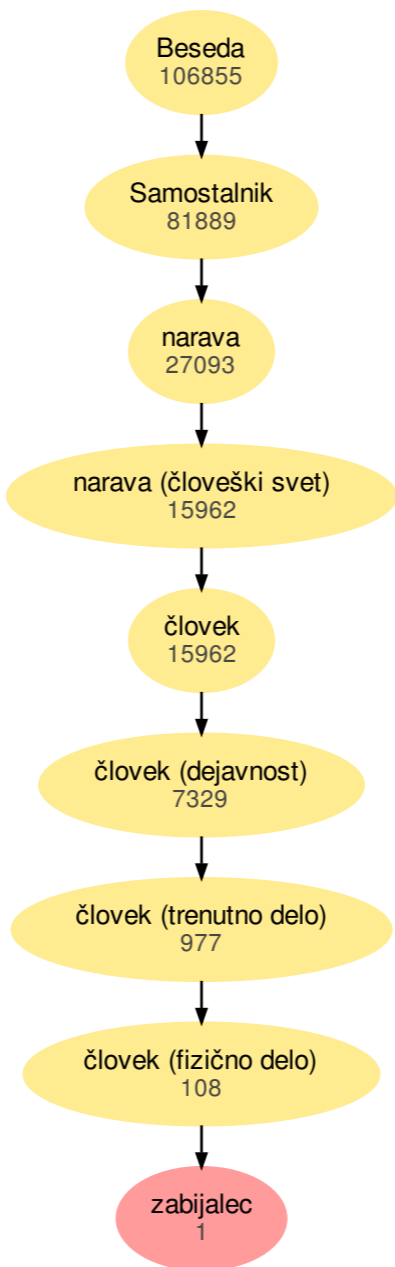 Beseda
106855
Samostalnik
81889
narava
27093
narava (človeški svet)
15962
človek
15962
človek (dejavnost)
7329
človek (trenutno delo)
977
človek (fizično delo)
108
zabijalec
1